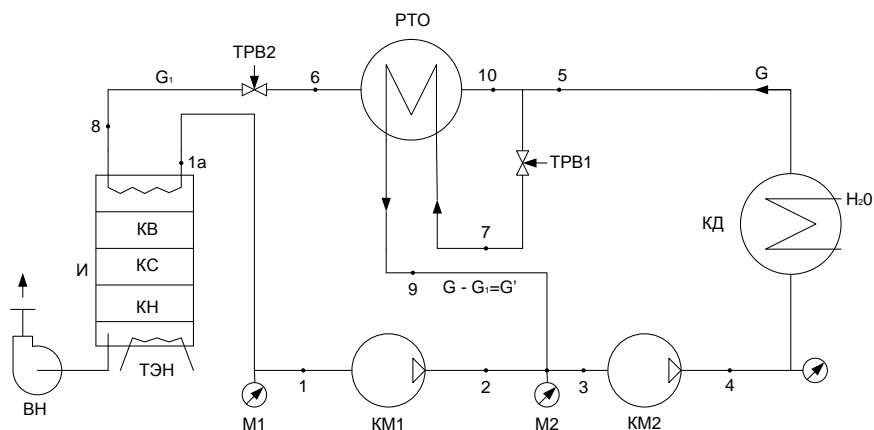 РТО
ТРВ2
G₁
6
10
5
G
8
1а
ТРВ1
КВ
КД
H₂0
И
КС
7
9
G - G₁=G'
КН
ТЭН
ВН
1
2
3
4
М1
КМ1
М2
КМ2